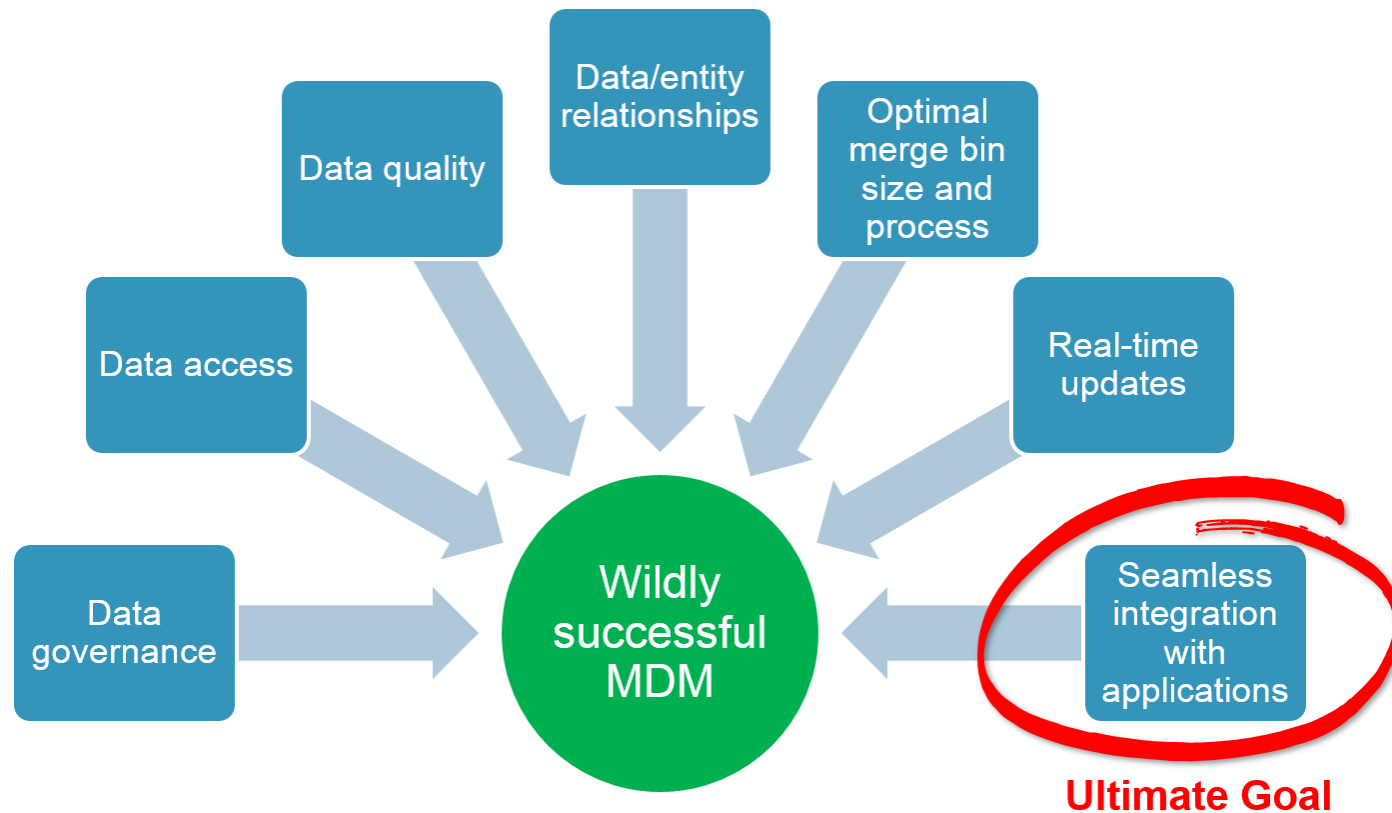 Data/entity
relationships
Data quality
Optimal
merge bin
size and
process
Data access
Real-time
updates
Data
governance
Wildly
successful
MDM
Seamless
integration
with
applications
Ultimate Goal